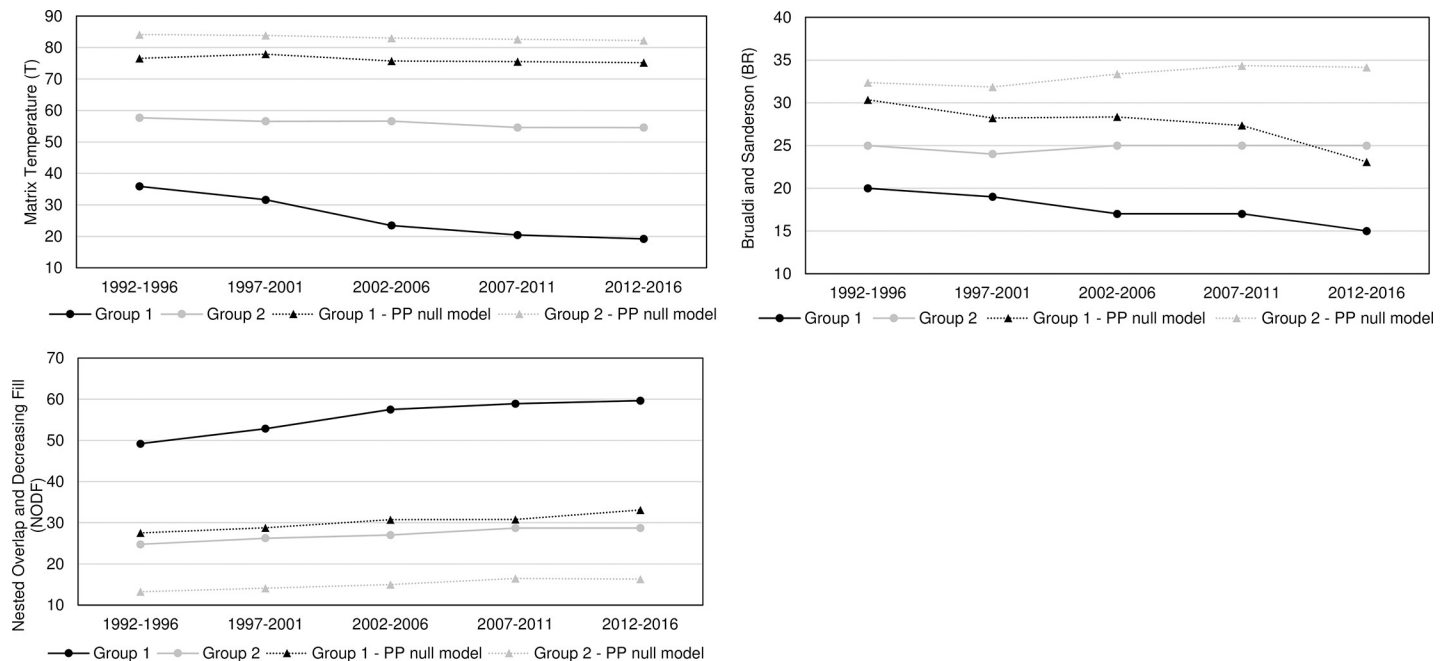 Matrix Temperature (T)
90
80
70
60
50
40
30
20
10
1992-1996 1997-2001 2002-2006 2007-2011 2012-2016
Group 1 Group 2 Group 1 - PP null model Group 2 - PP null model
Brualdi and Sanderson (BR)
40
35
30
25
20
15
10
1992-1996 1997-2001 2002-2006 2007-2011 2012-2016
Group 1 Group 2 Group 1 - PP null model Group 2 - PP null model
Nested Overlap and Decreasing Fill
(NODF)
70
60
50
40
30
20
10
1992-1996 1997-2001 2002-2006 2007-2011 2012-2016
Group 1 Group 2 Group 1 - PP null model Group 2 - PP null model